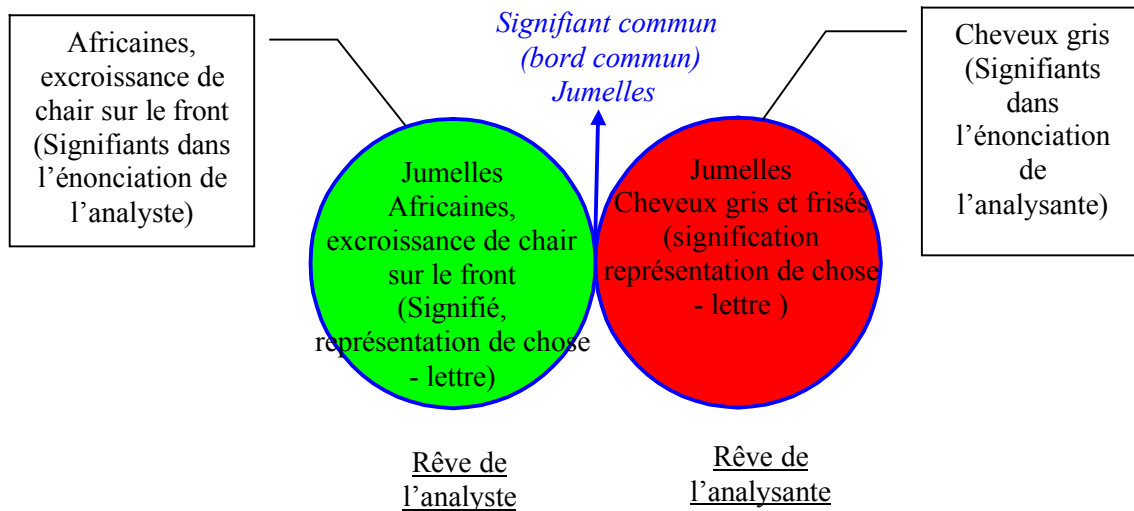 Africaines,
excroissance de
chair sur le front
(Signifiants dans
l’énonciation de
l’analyste)
Signifiant commun
(bord commun)
Jumelles
Cheveux gris
(Signifiants
dans
l’énonciation
de
l’analysante)
Jumelles
Africaines,
excroissance de chair
sur le front
(Signifié,
représentation de chose
- lettre)
Jumelles
Cheveux gris et frisés
(signification
représentation de chose
- lettre )
Rêve de
l’analyste
Rêve de
l’analysante